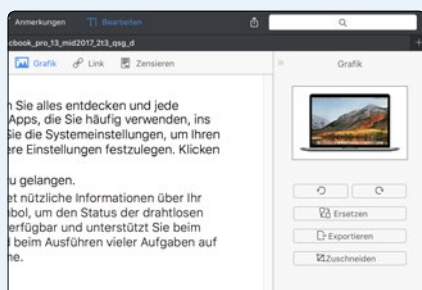 Anmerkungen
Bearbeiten
cbook_pro_13_mid2017_2t3_qsg_d
Grafik
Link
Zensieren
Grafik
n Sie alles entdecken und jede
Apps, die Sie häufig verwenden, ins
Sie die Systemeinstellungen, um Ihren
ere Einstellungen festzulegen. Klicken
zu gelangen.
et nützliche Informationen über Ihr
nbol, um den Status der drahtlosen
erfügbar und unterstützt Sie beim
d beim Ausführen vieler Aufgaben auf
ne.
Ersetzen
Exportieren
Zuschneiden